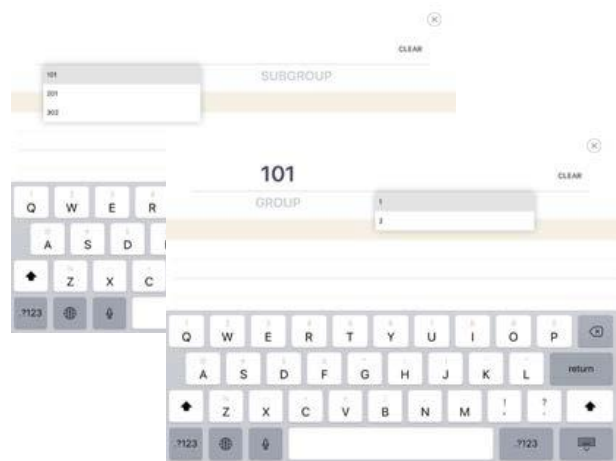 CLEAR
SUBGROUP
101
201
302
101
CLEAR
GROUP
1
2
Q W E R
A S D
Z X C
.?123
Q W E R T Y U I O P
A S D F G H J K L return
Z X C V B N M ! , ? .
.?123 .?123